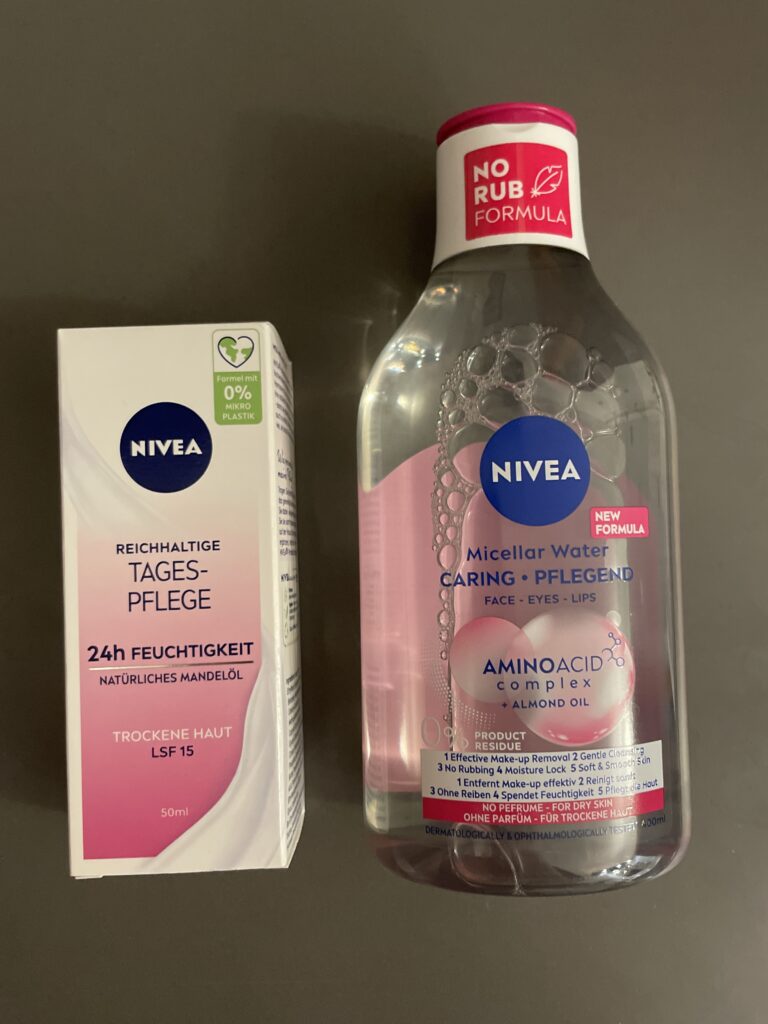 Formel mit
0%
MIKRO
PLASTIK
NIVEA
REICHHALTIGE
TAGES-
PFLEGE
24h FEUCHTIGKEIT
NATÜRLICHES MANDELÖL
TROCKENE HAUT
LSF 15
50ml
NO
RUB
FORMULA
NIVEA
NEW
FORMULA
Micellar Water
CARING • PFLEGEND
FACE - EYES - LIPS
AMINOACID
complex
+ ALMOND OIL
0% PRODUCT
RESIDUE
1 Effective Make-up Removal 2 Gentle Cleansing
3 No Rubbing 4 Moisture Lock 5 Soft & Smooth Skin
1 Entfernt Make-up effektiv 2 Reinigt sanft
3 Ohne Reiben 4 Spendet Feuchtigkeit 5 Pflegt die Haut
NO PEFRUME - FOR DRY SKIN
OHNE PARFÜM - FÜR TROCKENE HAUT
DERMATOLOGICALLY & OPHTHALMOLOGICALLY TESTED 400ml